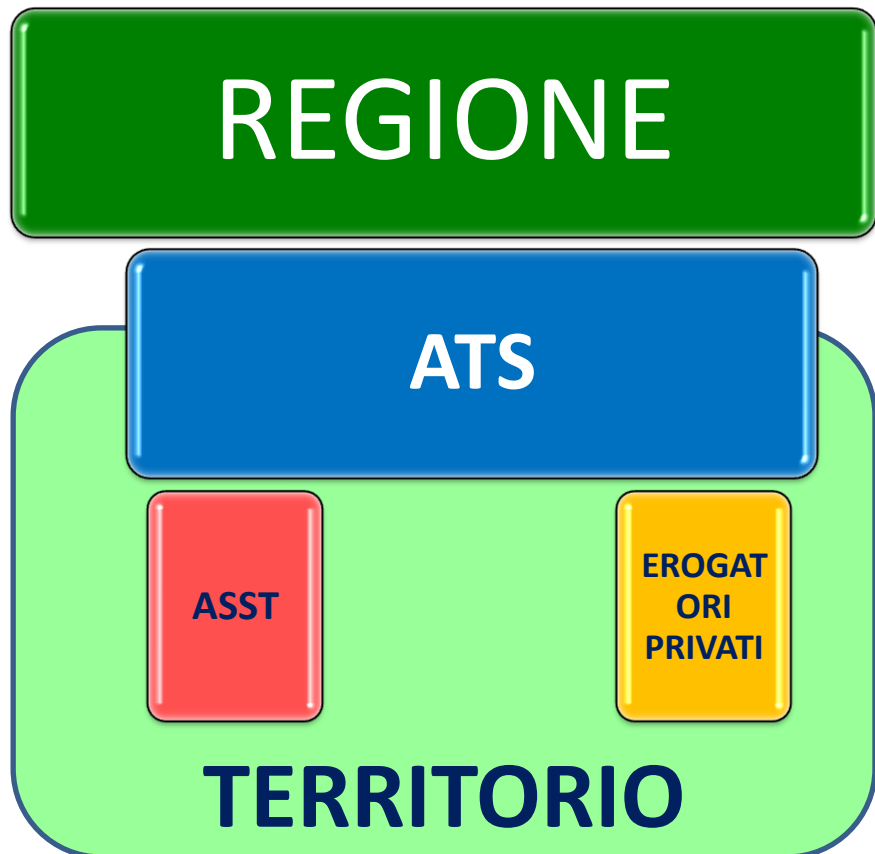 REGIONE
ATS
ASST
EROGAT
ORI
PRIVATI
TERRITORIO